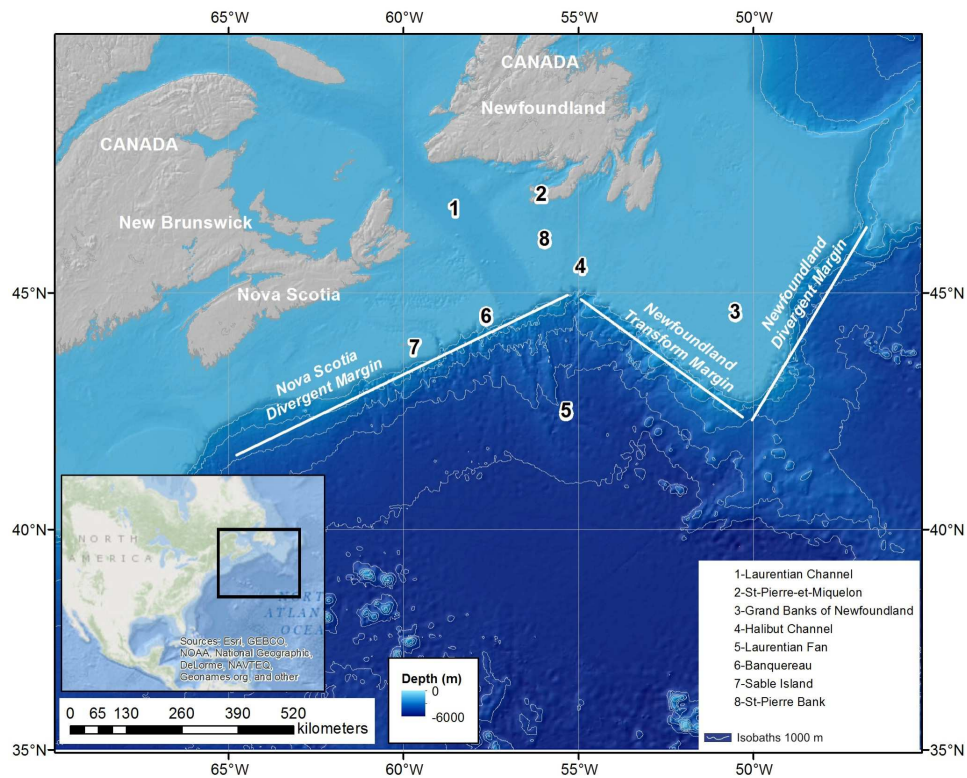 65°W 60°W 55°W 50°W
CANADA
Newfoundland
CANADA
New Brunswick
Nova Scotia
1
2
8
4
3
6
7
5
45°N 45°N
Nova Scotia
Divergent Margin
Newfoundland
Transform Margin
Newfoundland
Divergent Margin
40°N 40°N
NORTH
AMERICA
Sources: Esri, GEBCO,
NOAA, National Geographic,
DeLorme, NAVTEQ,
Geonames.org, and other
0 65 130 260 390 520
kilometers
Depth (m)
0
-6000
1-Laurentian Channel
2-St-Pierre-et-Miquelon
3-Grand Banks of Newfoundland
4-Halibut Channel
5-Laurentian Fan
6-Banquereau
7-Sable Island
8-St-Pierre Bank
Isobaths 1000 m
35°N 35°N
65°W 60°W 55°W 50°W